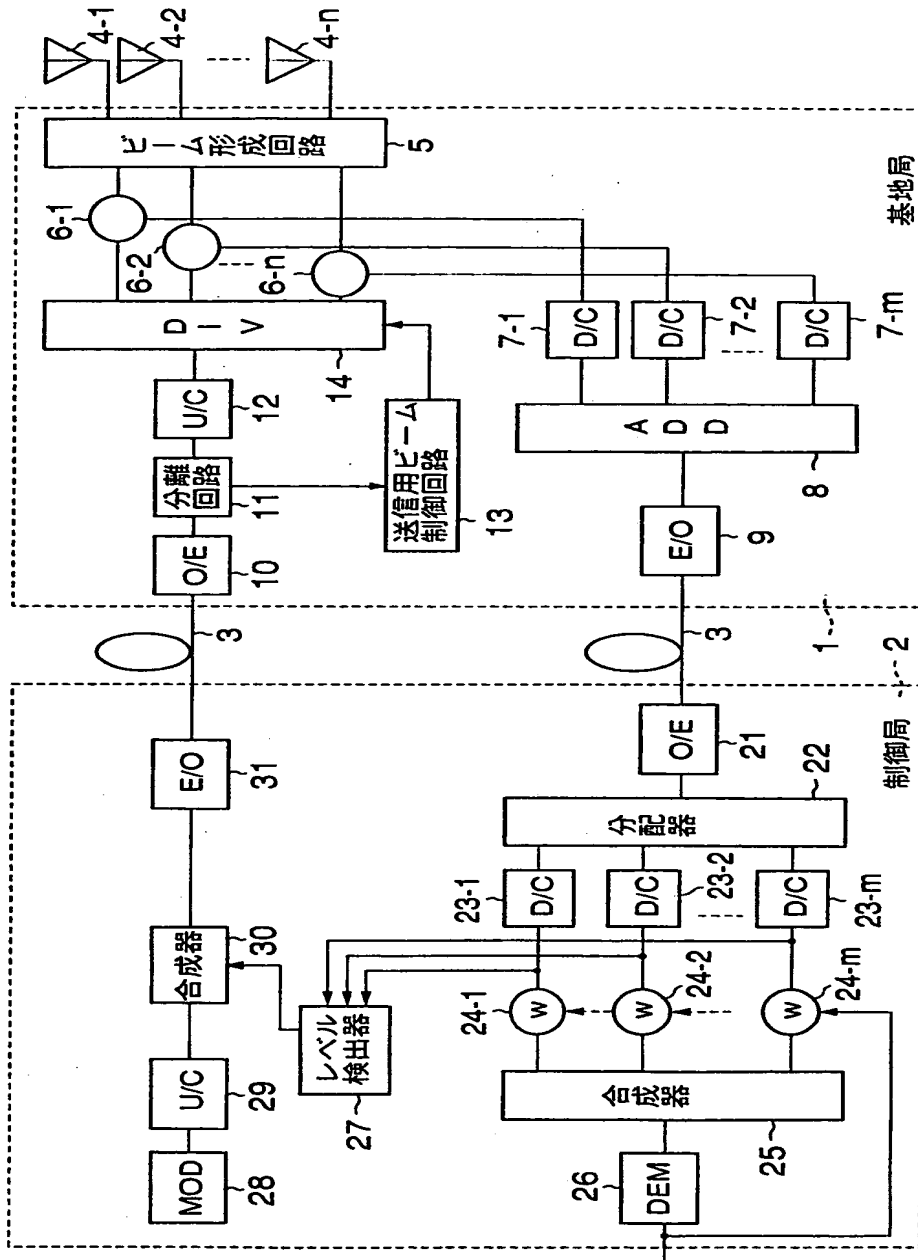 4-1
4-2
4-n
ビーム形成回路
5
6-1
6-2
6-n
基地局
DIV
14
7-1
D/C
D/C
7-2
D/C
7-m
U/C
12
分離
回路
11
O/E
10
送信用ビーム
制御回路
13
ADD
8
E/O
9
3
3
1
2
制御局
E/O
31
O/E
21
分配器
22
23-1
D/C
D/C
23-2
D/C
23-m
合成器
30
レベル
検出器
27
24-1
W
W
24-2
W
24-m
U/C
29
MOD
28
合成器
25
DEM
26